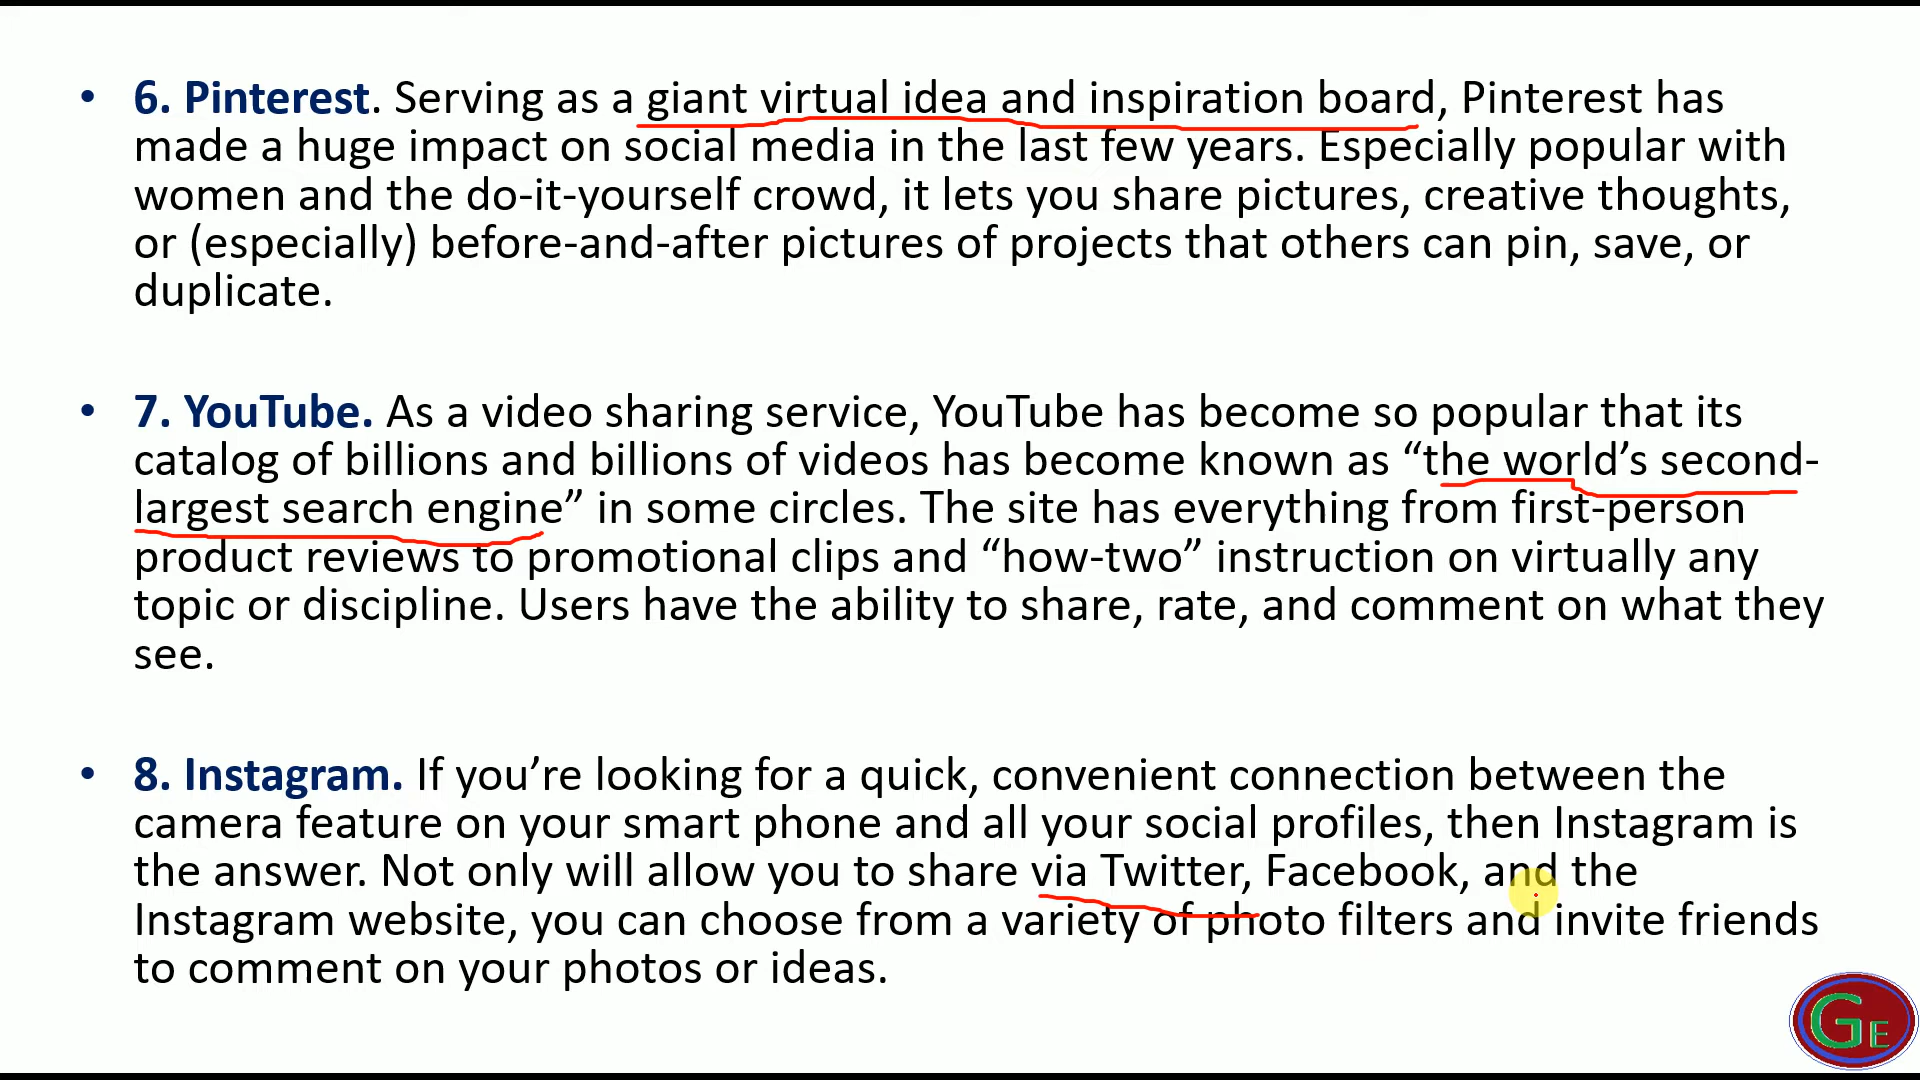 • 6. Pinterest. Serving as a giant virtual idea and inspiration board, Pinterest has
made a huge impact on social media in the last few years. Especially popular with
women and the do-it-yourself crowd, it lets you share pictures, creative thoughts,
or (especially) before-and-after pictures of projects that others can pin, save, or
duplicate.
• 7. YouTube. As a video sharing service, YouTube has become so popular that its
catalog of billions and billions of videos has become known as “the world’s second-
largest search engine” in some circles. The site has everything from first-person
product reviews to promotional clips and “how-two” instruction on virtually any
topic or discipline. Users have the ability to share, rate, and comment on what they
see.
• 8. Instagram. If you’re looking for a quick, convenient connection between the
camera feature on your smart phone and all your social profiles, then Instagram is
the answer. Not only will allow you to share via Twitter, Facebook, and the
Instagram website, you can choose from a variety of photo filters and invite friends
to comment on your photos or ideas.
GE